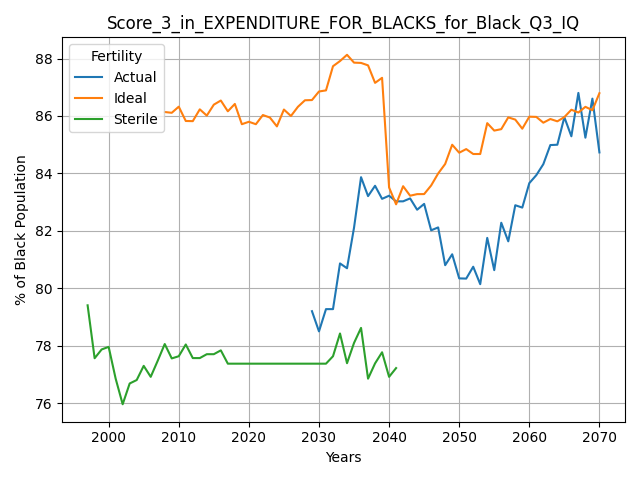 Score_3_in_EXPENDITURE_FOR_BLACKS_for_Black_Q3_IQ
Fertility
Actual
Ideal
Sterile
% of Black Population
88
86
84
82
80
78
76
2000
2010
2020
2030
2040
2050
2060
2070
Years